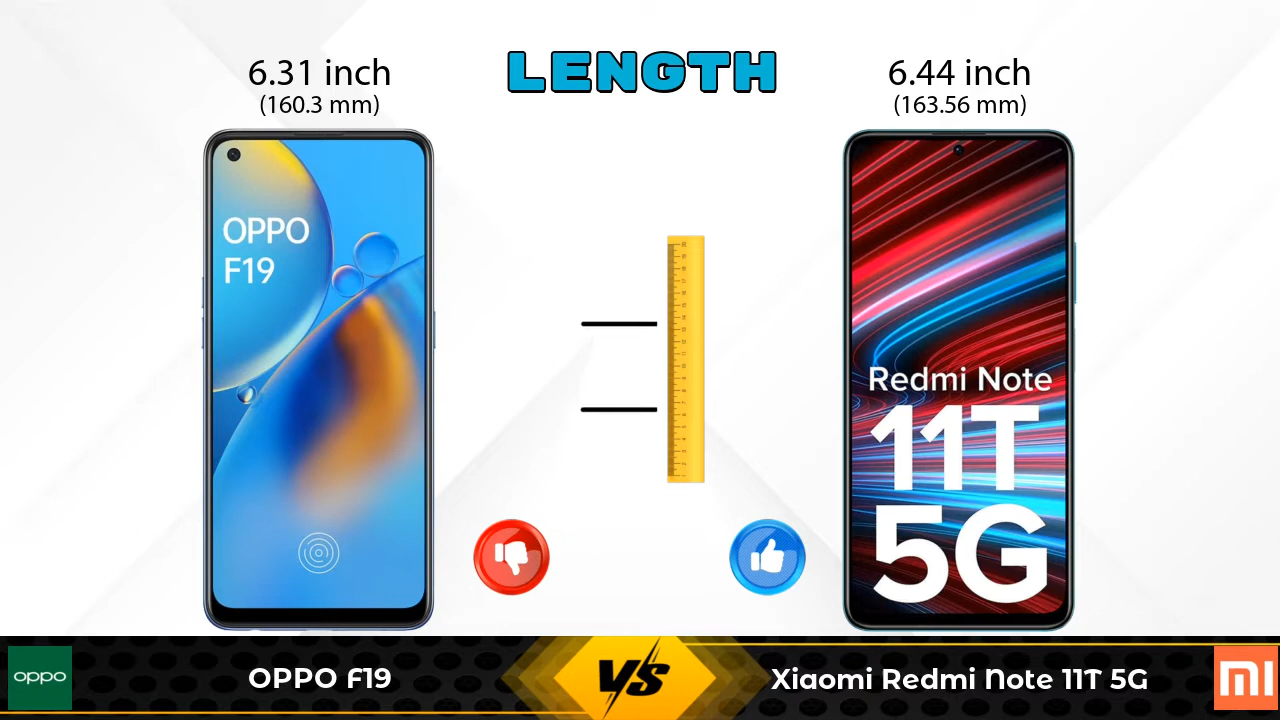 LENGTH
6.31 inch
(160.3 mm)
6.44 inch
(163.56 mm)
OPPO
F19
Redmi Note
11T
5G
oppo
OPPO F19
VS
Xiaomi Redmi Note 11T 5G
mi